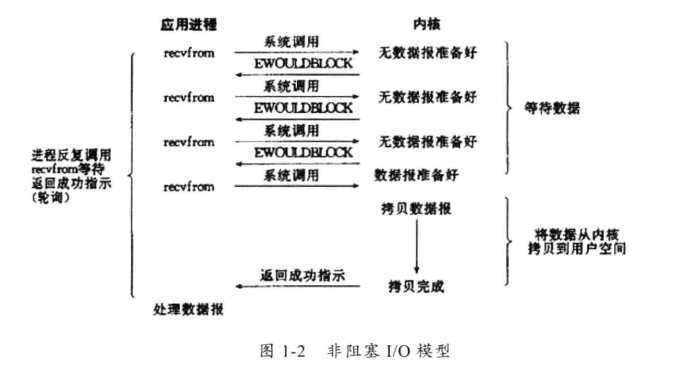 应用进程 内核
系统调用
recvfrom 无数据报准备好
EWOULDBLOCK
系统调用
recvfrom 无数据报准备好
EWOULDBLOCK
等待数据
系统调用
recvfrom 无数据报准备好
EWOULDBLOCK
进程反复调用
recvfrom等待
返回成功指示
(轮询)
系统调用
recvfrom 数据报准备好
拷贝数据报
将数据从内核
拷贝到用户空间
返回成功指示
拷贝完成
处理数据报
图 1-2 非阻塞 I/O 模型